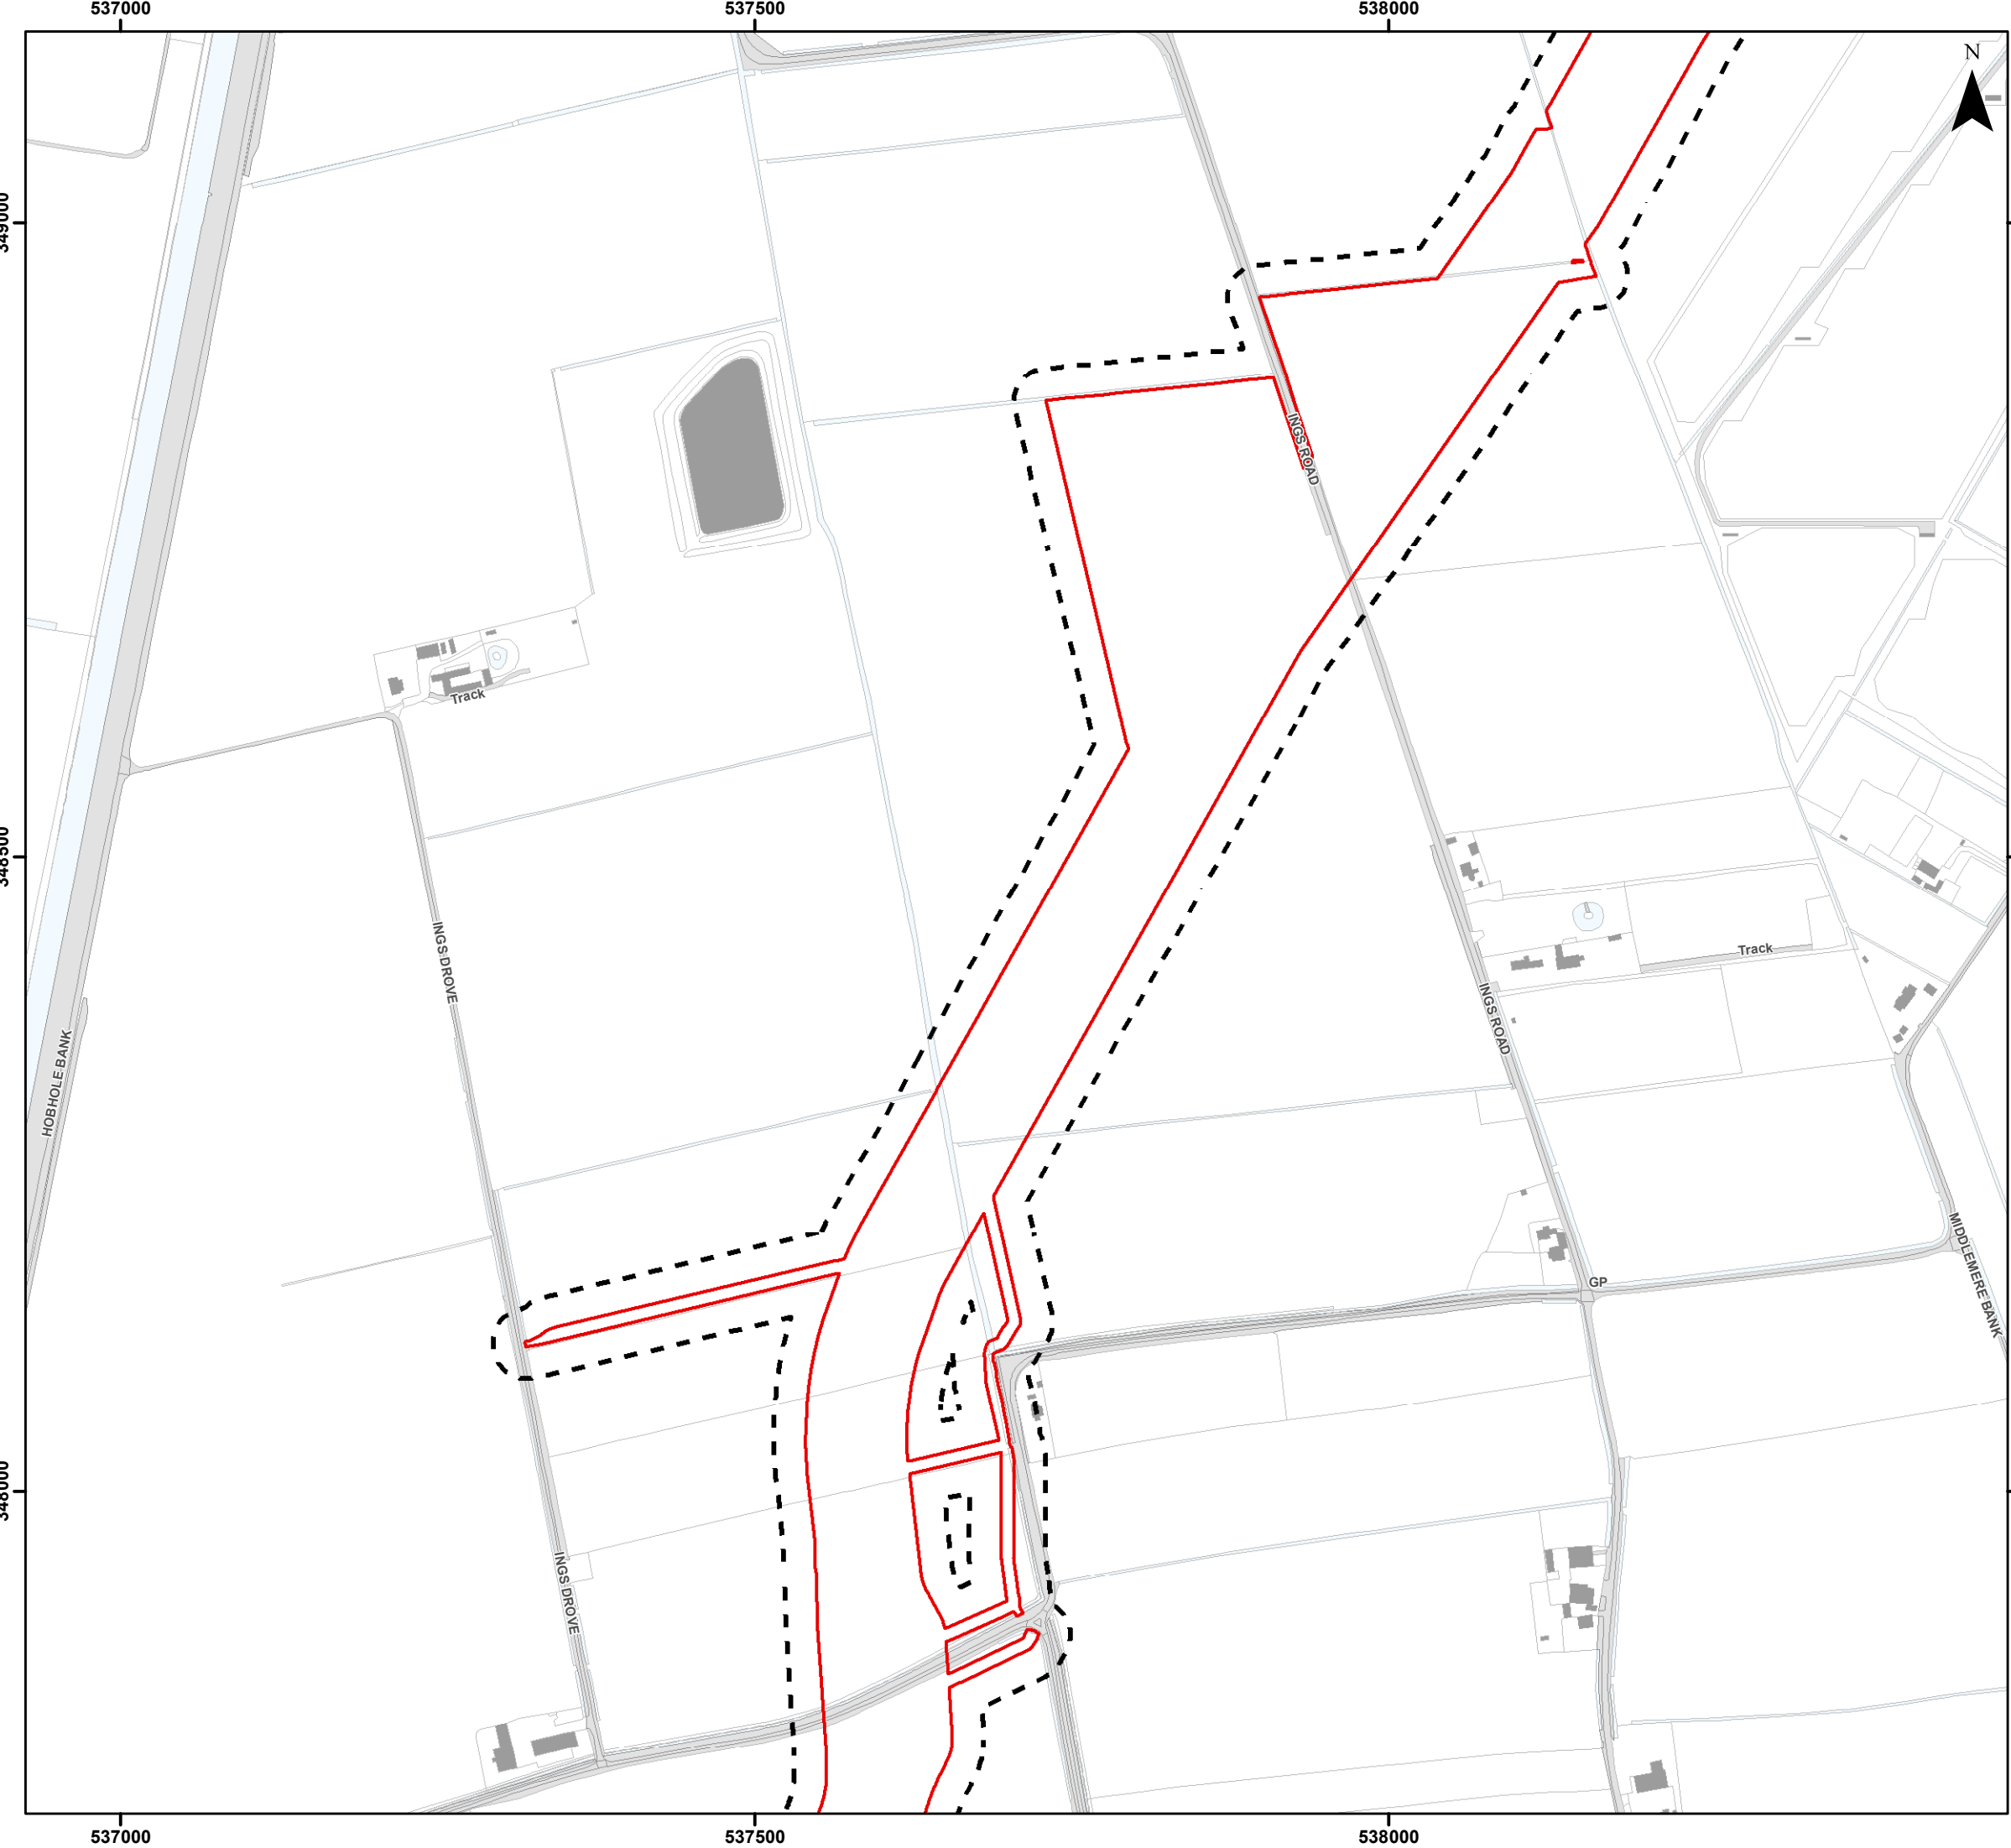 537000
537500
538000
N
349000
INGS ROAD
Track
348500
INGS DROVE
Track
INGS ROAD
HOBHOLE BANK
MIDDLEMERE BANK
GP
348000
INGS DROVE
537000
537500
538000